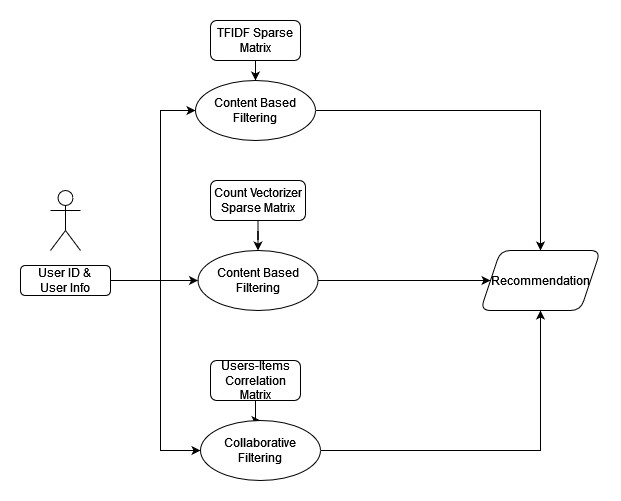 TFIDF Sparse
Matrix
Content Based
Filtering
Count Vectorizer
Sparse Matrix
User ID &
User Info
Content Based
Filtering
Recommendation
Users-Items
Correlation
Matrix
Collaborative
Filtering